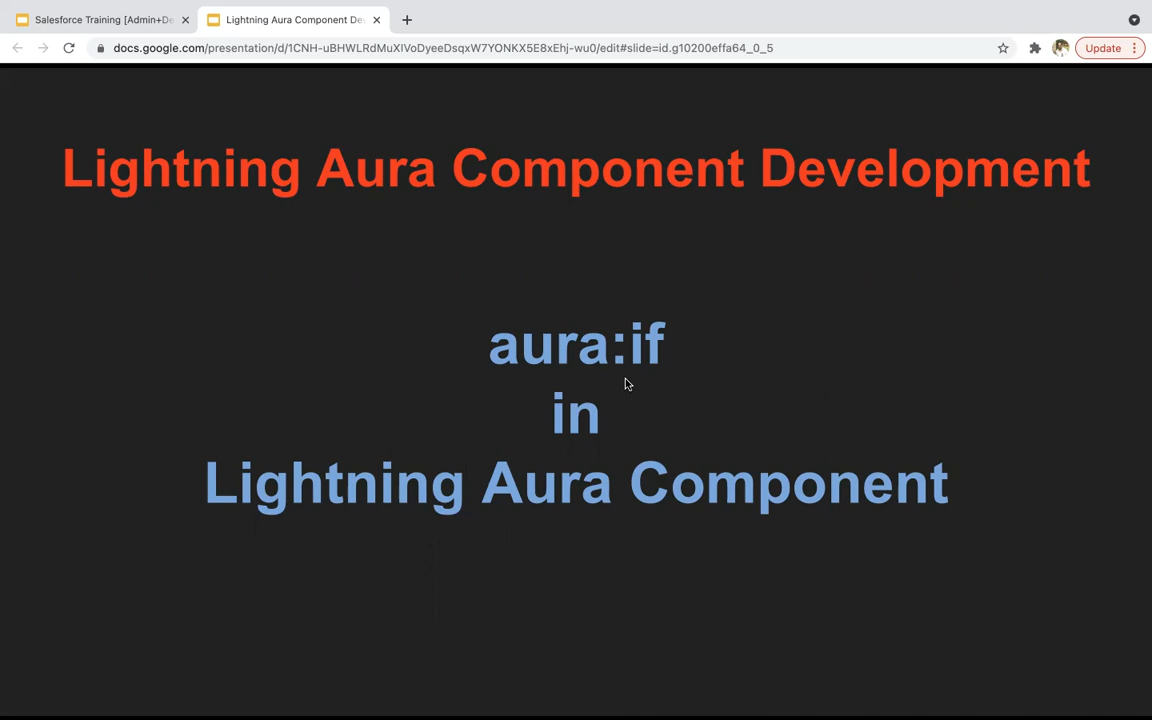 Salesforce Training [Admin+De
Lightning Aura Component De
docs.google.com/presentation/d/1CNH-uBHWLRdMuXIVoDyeeDsqxW7YONKX5E8xEhj-wu0/edit#slide=id.g10200effa64_0_5
Update
Lightning Aura Component Development
aura:if
in
Lightning Aura Component